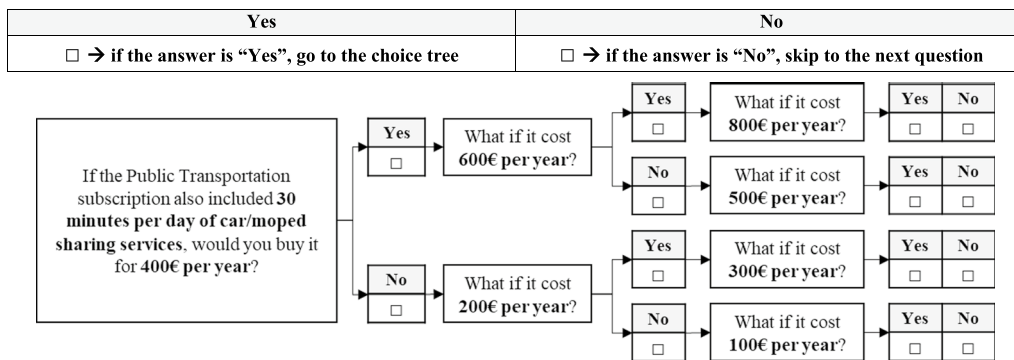 Yes
No
☐ → if the answer is “Yes”, go to the choice tree
☐ → if the answer is “No”, skip to the next question
If the Public Transportation
subscription also included 30
minutes per day of car/moped
sharing services, would you buy it
for 400€ per year?
Yes
☐
What if it cost
600€ per year?
Yes
☐
What if it cost
800€ per year?
Yes No
☐ ☐
No
☐
What if it cost
500€ per year?
Yes No
☐ ☐
No
☐
What if it cost
200€ per year?
Yes
☐
What if it cost
300€ per year?
Yes No
☐ ☐
No
☐
What if it cost
100€ per year?
Yes No
☐ ☐